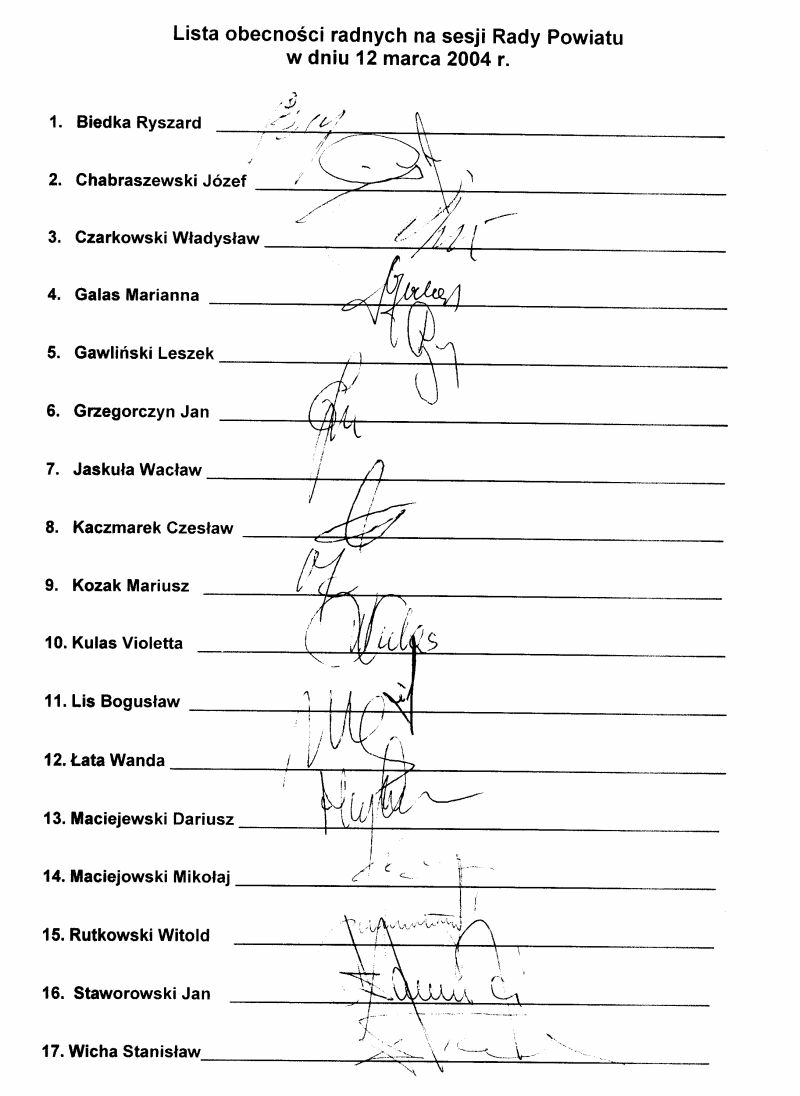 Lista obecności radnych na sesji Rady Powiatu
w dniu 12 marca 2004 r.
1. Biedka Ryszard
2. Chabraszewski Józef
3. Czarkowski Władysław
4. Galas Marianna
5. Gawliński Leszek
6. Grzegorczyn Jan
7. Jaskuła Wacław
8. Kaczmarek Czesław
9. Kozak Mariusz
10. Kulas Violetta
11. Lis Bogusław
12. Łata Wanda
13. Maciejewski Dariusz
14. Maciejowski Mikołaj
15. Rutkowski Witold
16. Staworowski Jan
17. Wicha Stanisław